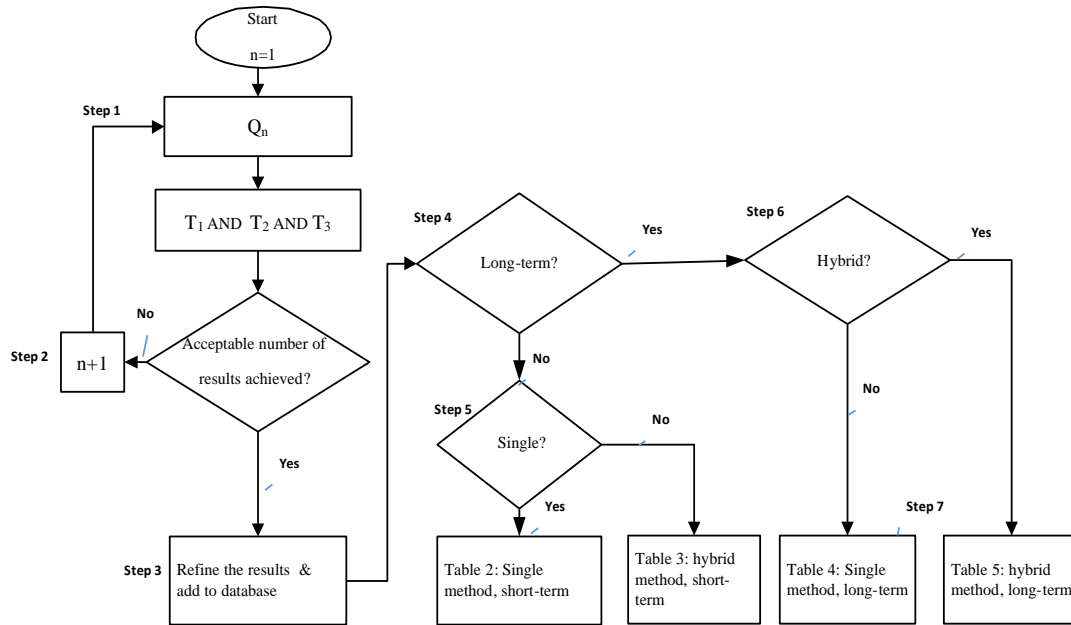 Start
n=1
Step 1
Qn
T1 AND T2 AND T3
No
Step 2
n+1
Acceptable number of
results achieved?
Yes
Step 3
Refine the results &
add to database
Step 4
Long-term?
Yes
No
Step 5
Single?
No
Yes
Step 6
Hybrid?
Yes
No
Step 7
Table 2: Single
method, short-term
Table 3: hybrid
method, short-
term
Table 4: Single
method, long-term
Table 5: hybrid
method, long-term